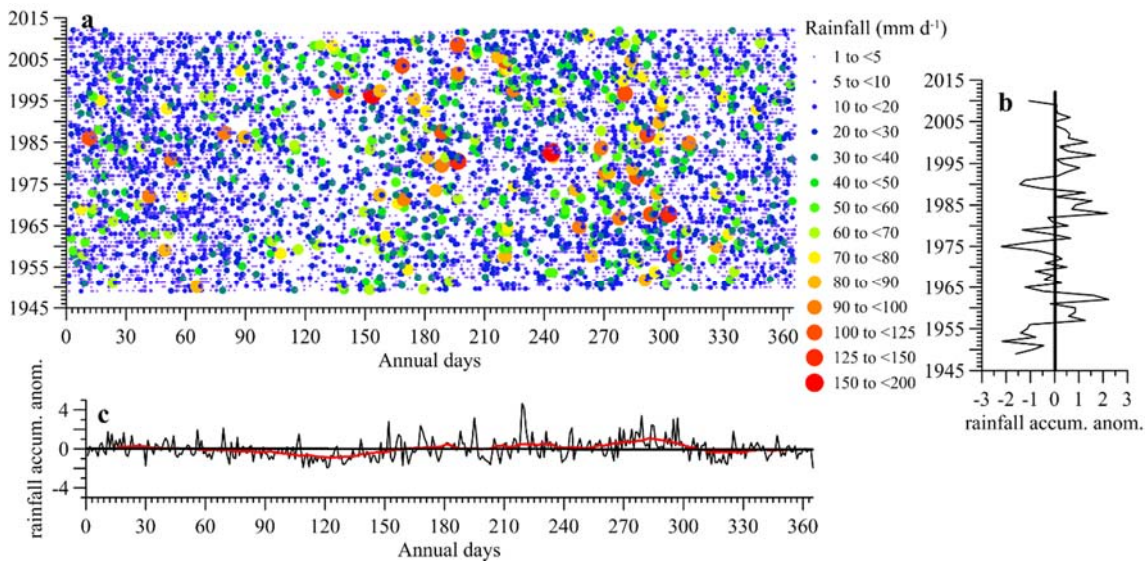 a
2015
2005
1995
1985
1975
1965
1955
1945
0 30 60 90 120 150 180 210 240 270 300 330 360
Annual days
Rainfall (mm d⁻¹)
1 to <5
5 to <10
10 to <20
20 to <30
30 to <40
40 to <50
50 to <60
60 to <70
70 to <80
80 to <90
90 to <100
100 to <125
125 to <150
150 to <200
b
2015
2005
1995
1985
1975
1965
1955
1945
-3 -2 -1 0 1 2 3
rainfall accum. anom.
c
rainfall accum. anom.
4
0
-4
0 30 60 90 120 150 180 210 240 270 300 330 360
Annual days